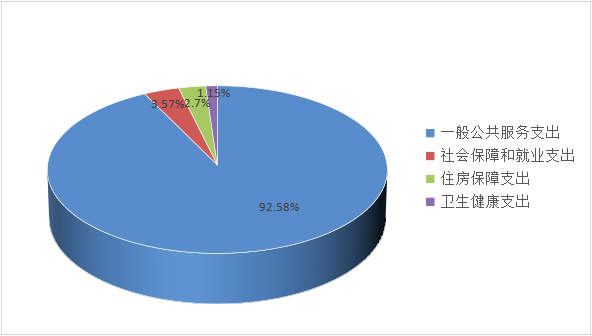 1.15%
3.57%
2.7%
92.58%
一般公共服务支出
社会保障和就业支出
住房保障支出
卫生健康支出